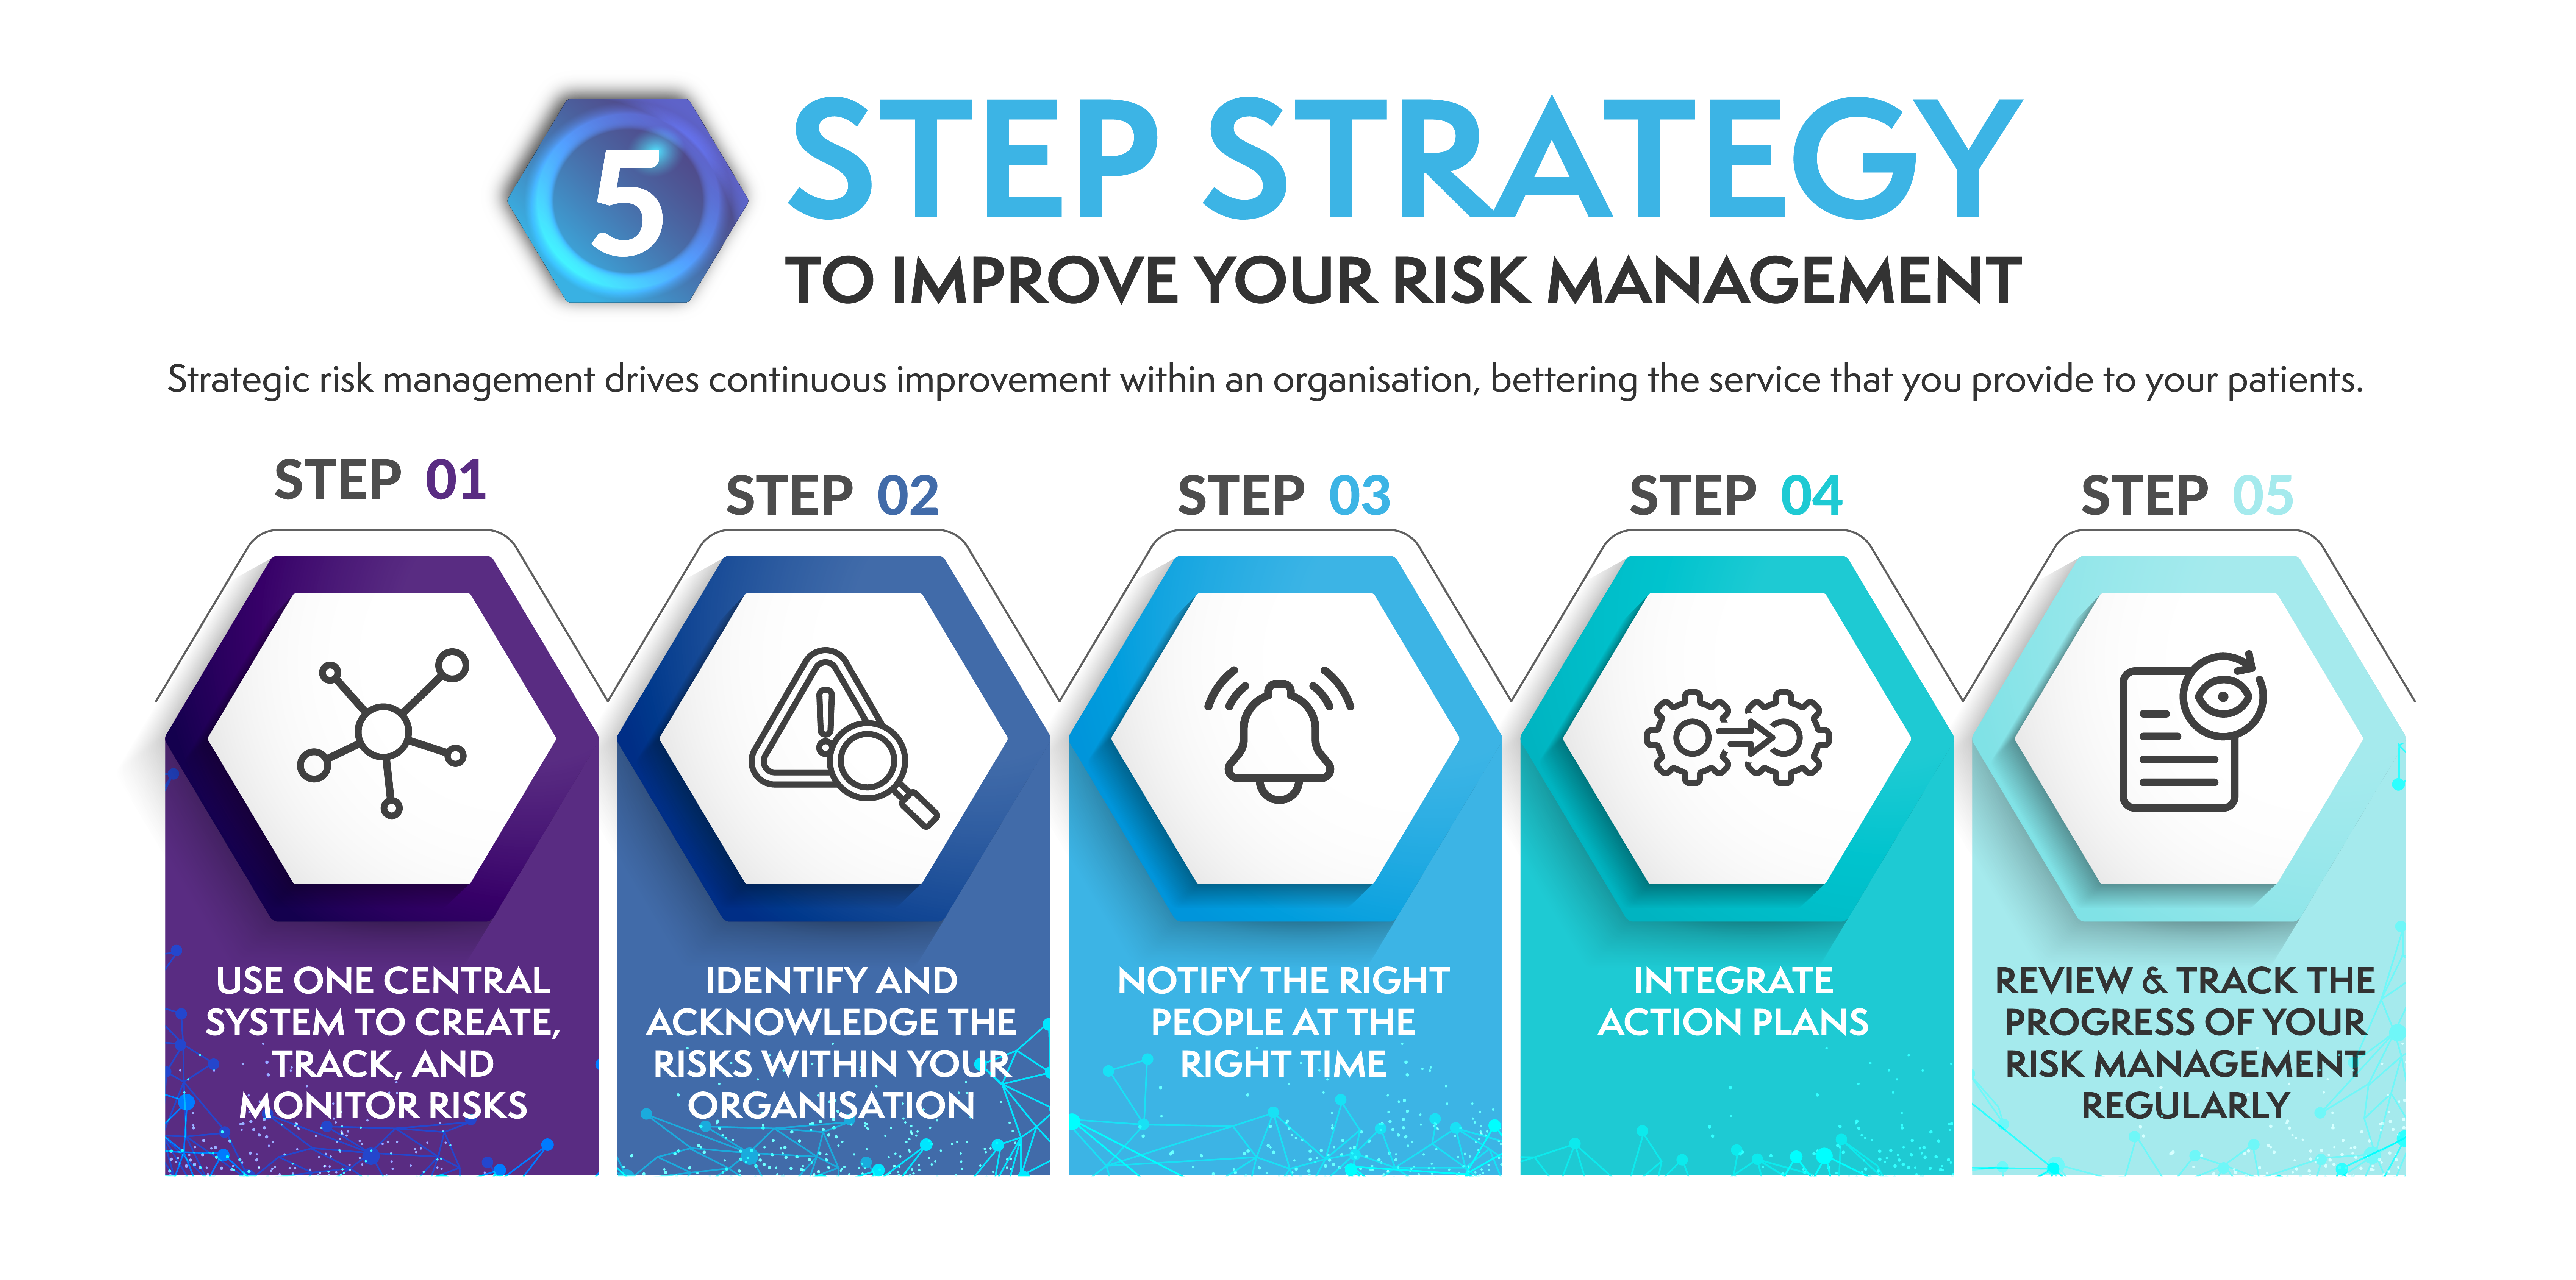 5 STEP STRATEGY
TO IMPROVE YOUR RISK MANAGEMENT
Strategic risk management drives continuous improvement within an organisation, bettering the service that you provide to your patients.
STEP 01
USE ONE CENTRAL
SYSTEM TO CREATE,
TRACK, AND
MONITOR RISKS
STEP 02
IDENTIFY AND
ACKNOWLEDGE THE
RISKS WITHIN YOUR
ORGANISATION
STEP 03
NOTIFY THE RIGHT
PEOPLE AT THE
RIGHT TIME
STEP 04
INTEGRATE
ACTION PLANS
STEP 05
REVIEW & TRACK THE
PROGRESS OF YOUR
RISK MANAGEMENT
REGULARLY